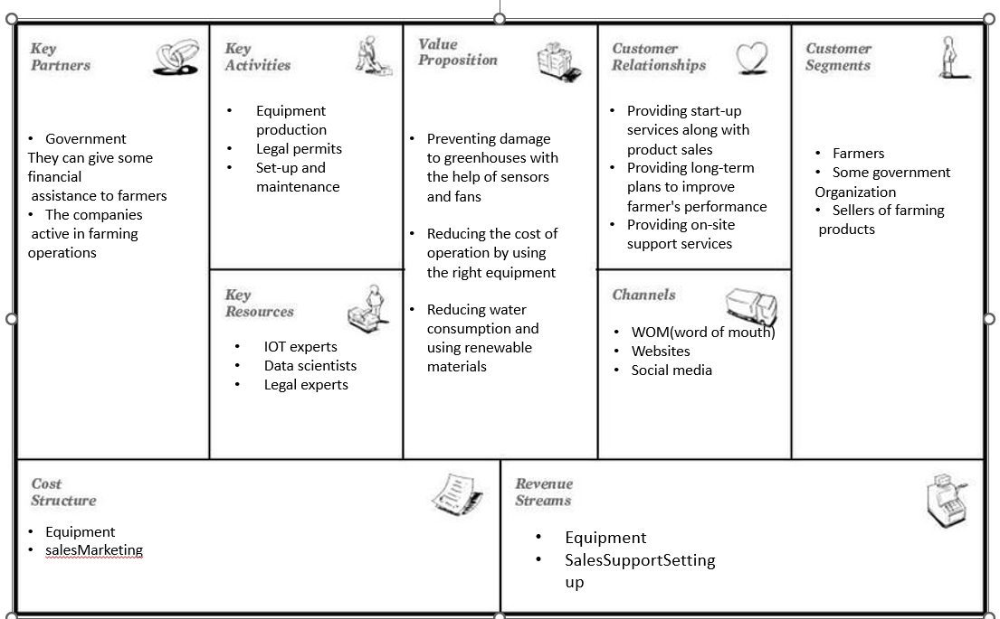 Key
Partners
• Government
They can give some
financial
assistance to farmers
• The companies
active in farming
operations
Key
Activities
• Equipment
production
• Legal permits
• Set-up and
maintenance
Key
Resources
• IOT experts
• Data scientists
• Legal experts
Value
Proposition
• Preventing damage
to greenhouses with
the help of sensors
and fans
• Reducing the cost of
operation by using
the right equipment
• Reducing water
consumption and
using renewable
materials
Customer
Relationships
• Providing start-up
services along with
product sales
• Providing long-term
plans to improve
farmer's performance
• Providing on-site
support services
Channels
• WOM(word of mouth)
• Websites
• Social media
Customer
Segments
• Farmers
• Some government
Organization
• Sellers of farming
products
Cost
Structure
• Equipment
• salesMarketing
Revenue
Streams
• Equipment
• SalesSupportSetting
up